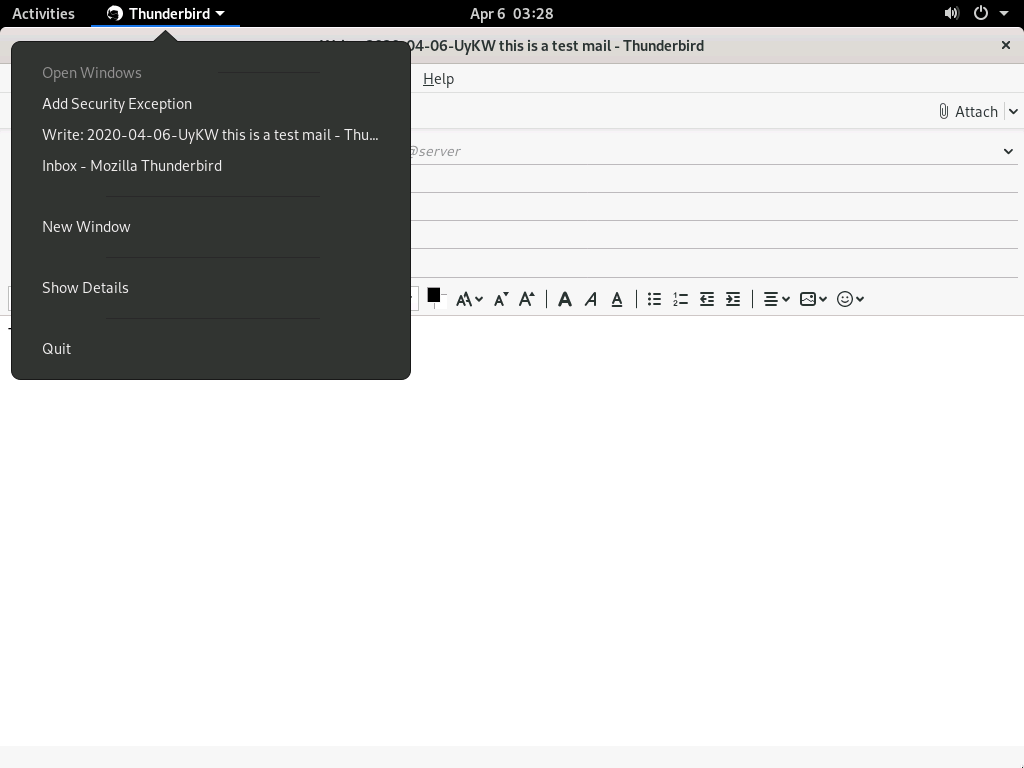 Activities
Thunderbird
Apr 6 03:28
04-06-UyKW this is a test mail - Thunderbird
Help
Attach
@server
Open Windows
Add Security Exception
Write: 2020-04-06-UyKW this is a test mail - Thu...
Inbox - Mozilla Thunderbird
New Window
Show Details
Quit